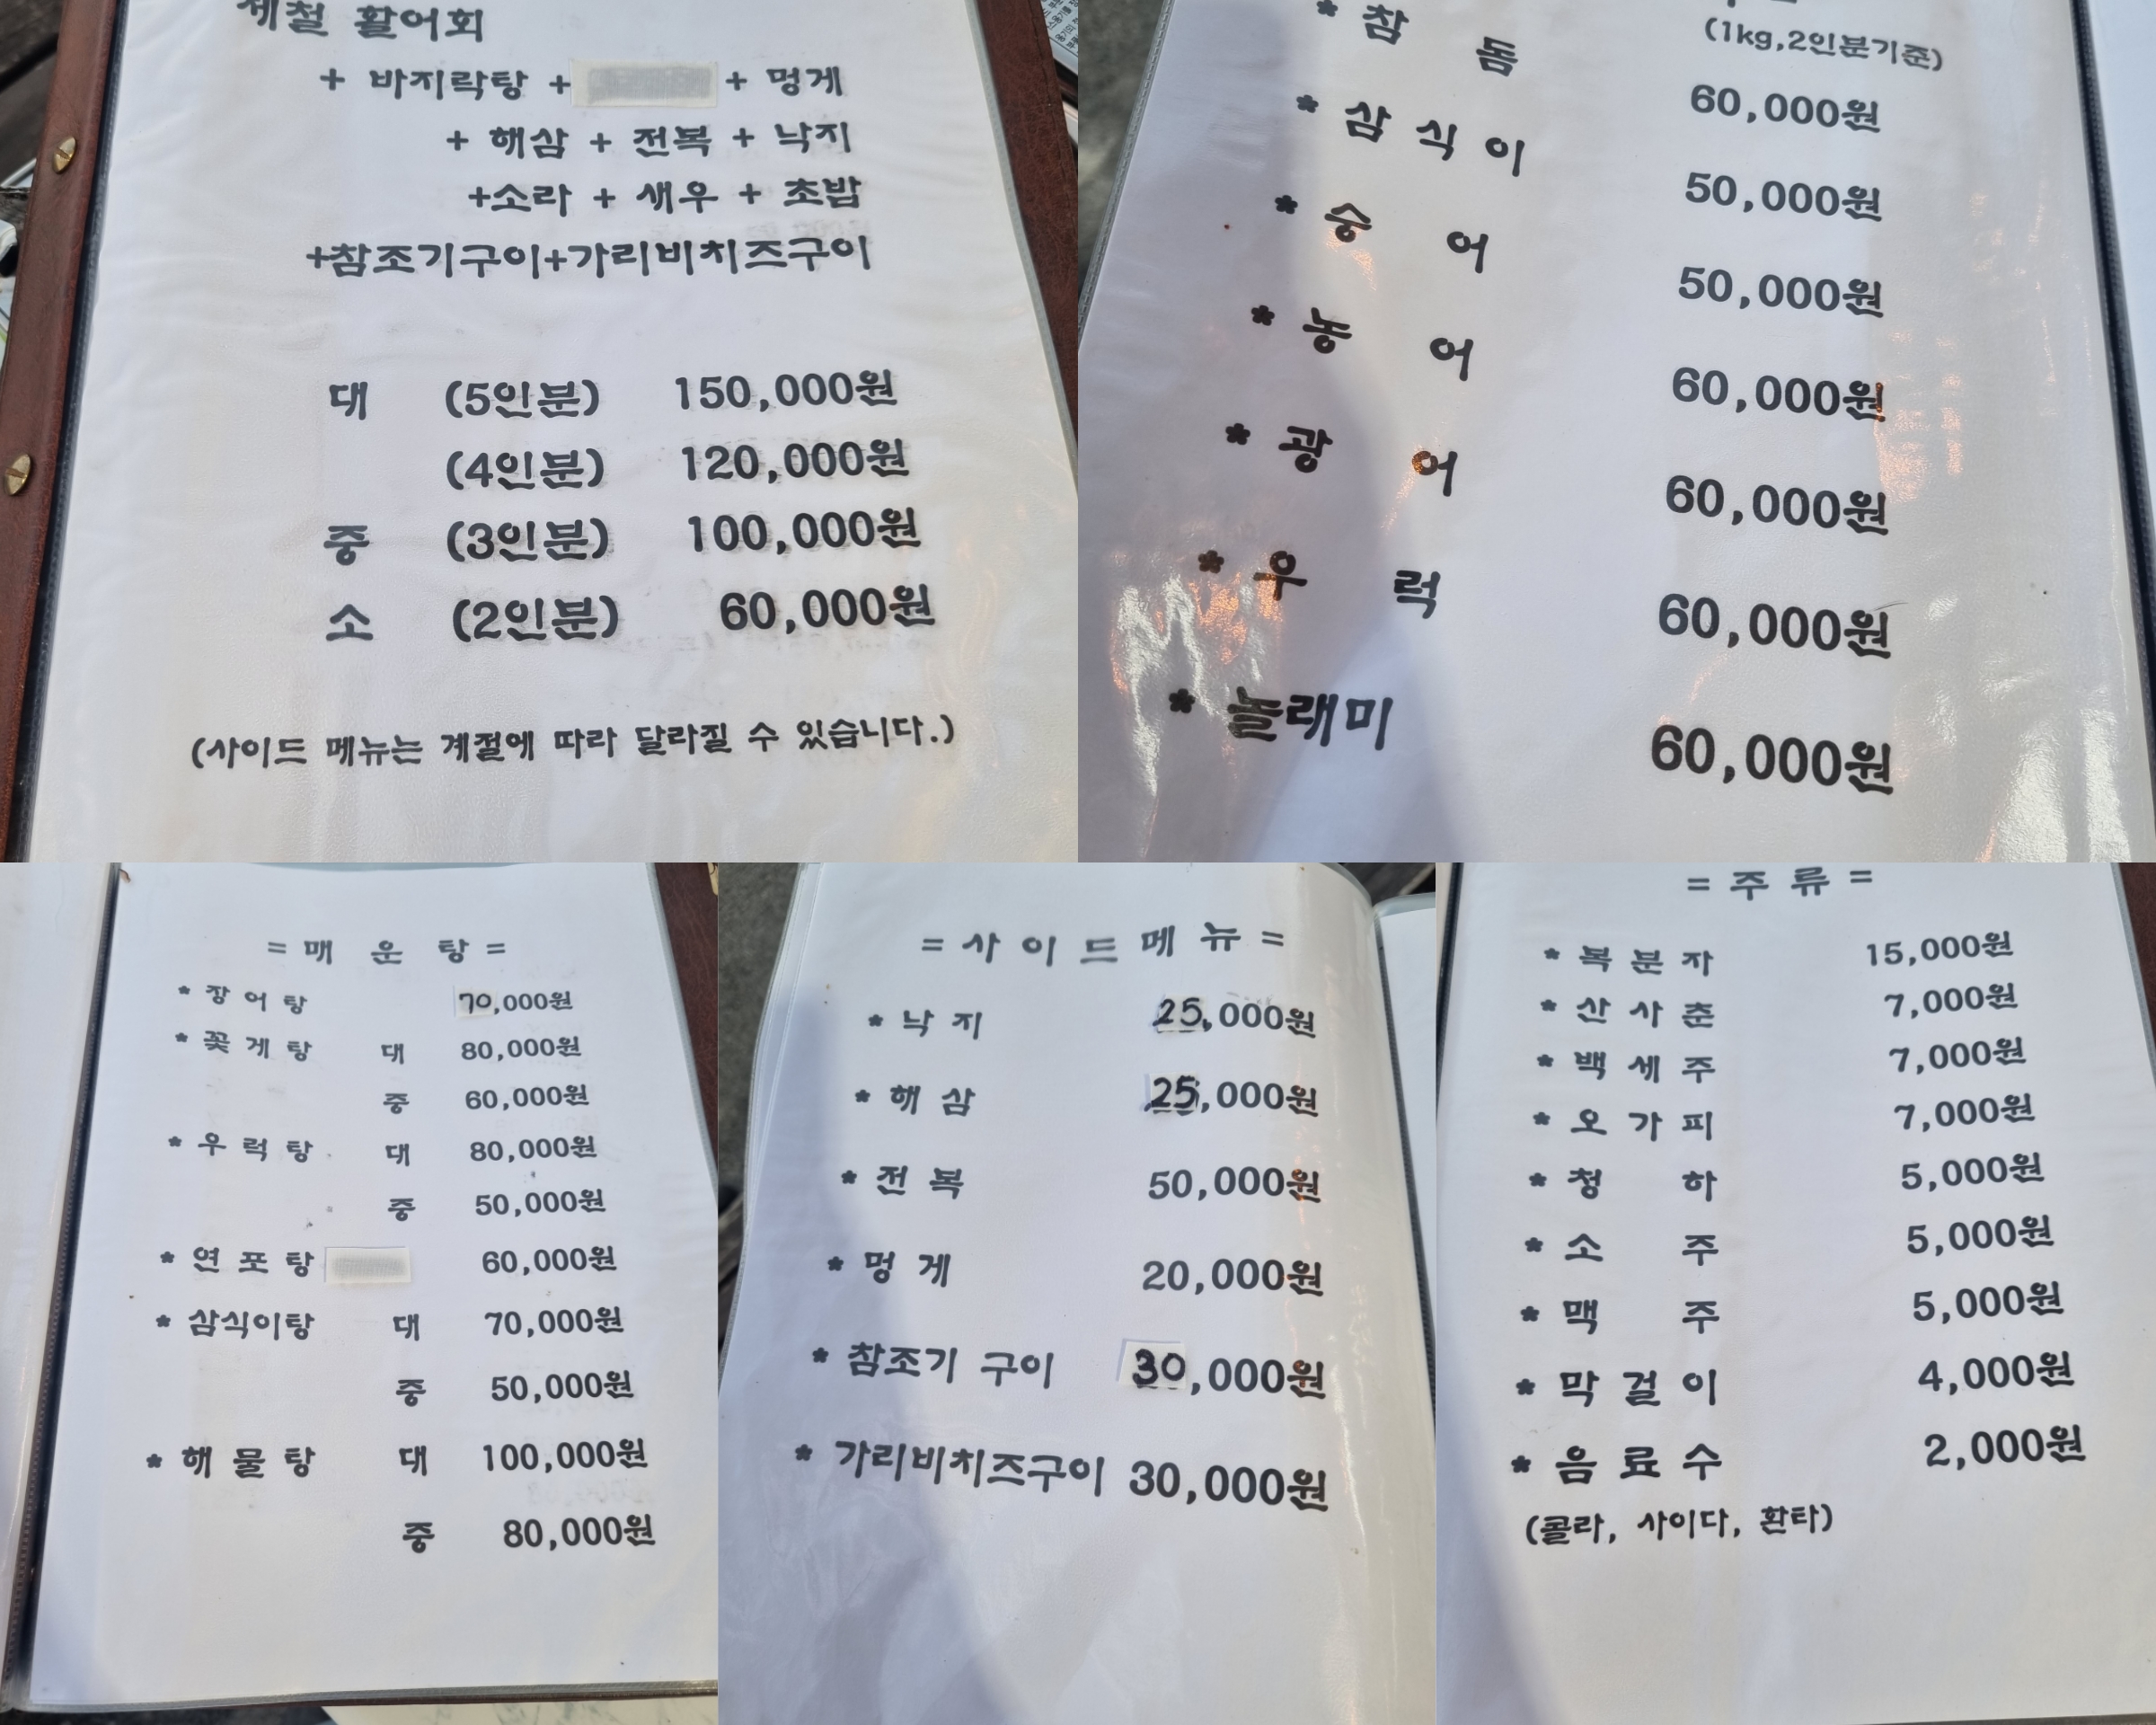 제철 활어회
+ 바지락탕 + + 멍게
+ 해삼 + 전복 + 낙지
+소라 + 새우 + 초밥
+참조기구이+가리비치즈구이
대 (5인분) 150,000원
(4인분) 120,000원
중 (3인분) 100,000원
소 (2인분) 60,000원
(사이드 메뉴는 계절에 따라 달라질 수 있습니다.)
(1kg,2인분기준)
* 참 돔 60,000원
* 삼 식 이 50,000원
* 숭 어 50,000원
* 농 어 60,000원
* 광 어 60,000원
* 우 럭 60,000원
* 놀래미 60,000원
= 매 운 탕 =
* 장 어 탕 70,000원
* 꽃 게 탕 대 80,000원
중 60,000원
* 우 럭 탕 대 80,000원
중 50,000원
* 연 포 탕 60,000원
* 삼식이탕 대 70,000원
중 50,000원
* 해 물 탕 대 100,000원
중 80,000원
= 사 이 드 메 뉴 =
* 낙 지 25,000원
* 해 삼 25,000원
* 전 복 50,000원
* 멍 게 20,000원
* 참조기 구이 30,000원
* 가리비치즈구이 30,000원
= 주 류 =
* 복 분 자 15,000원
* 산 사 춘 7,000원
* 백 세 주 7,000원
* 오 가 피 7,000원
* 청 하 5,000원
* 소 주 5,000원
* 맥 주 5,000원
* 막 걸 이 4,000원
* 음 료 수 2,000원
(콜라, 사이다, 환타)